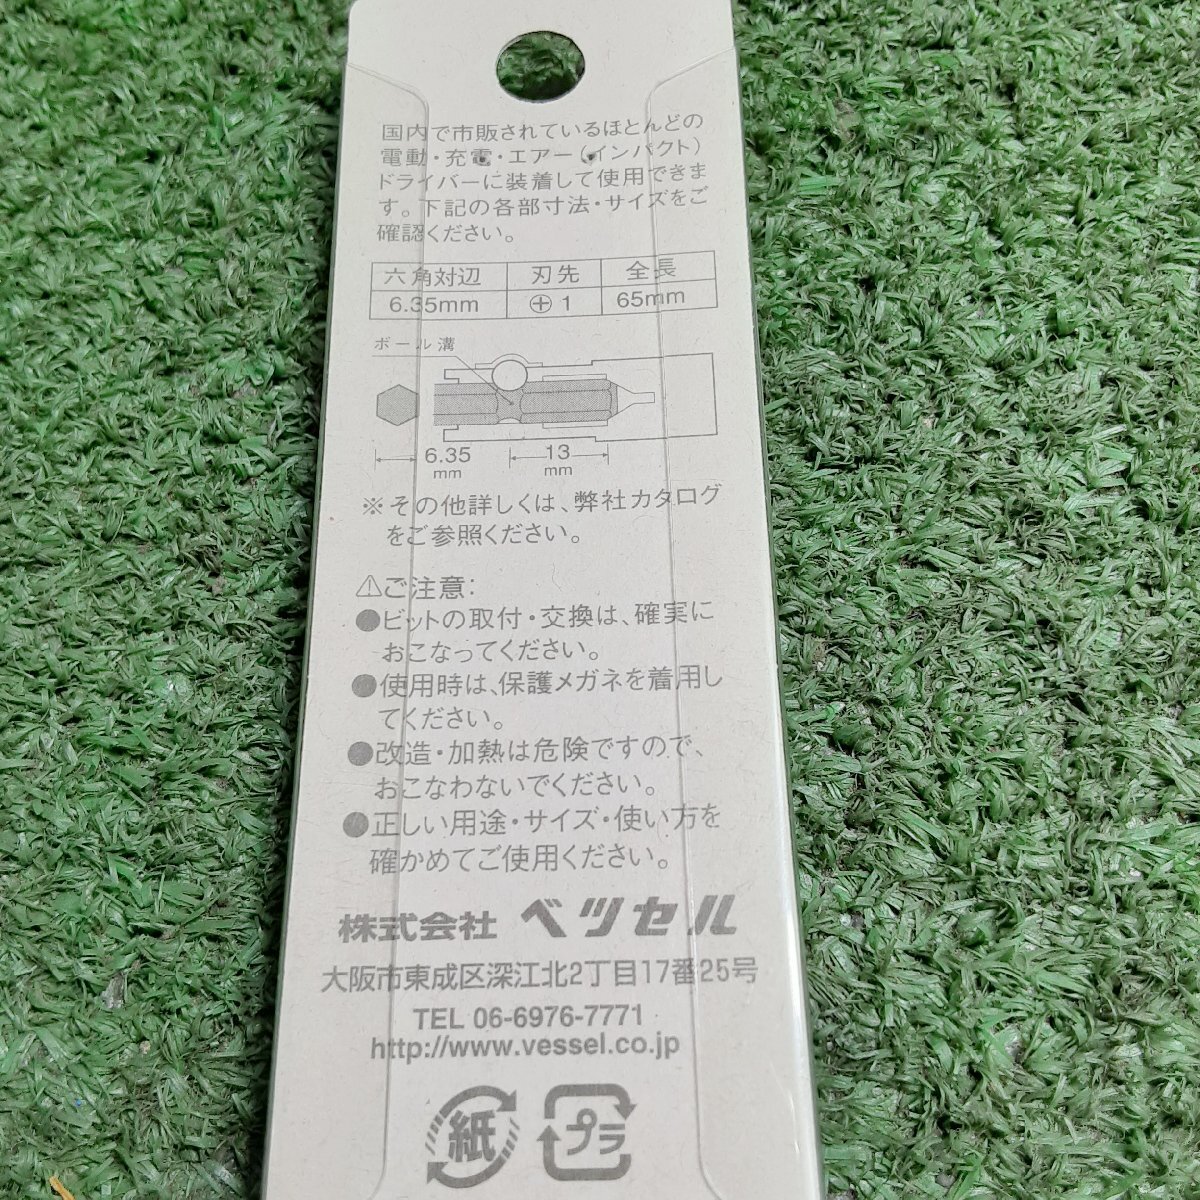 国内で市販されているほとんどの
電動・充電・エアー(インパクト)
ドライバーに装着して使用できま
す。下記の各部寸法・サイズをご
確認ください。
六角対辺 刃先 全長
6.35mm ⊕1 65mm
ボール溝
6.35 13
mm mm
※その他詳しくは、弊社カタログ
をご参照ください。
⚠ご注意:
●ビットの取付・交換は、確実に
おこなってください。
●使用時は、保護メガネを着用し
てください。
●改造・加熱は危険ですので、
おこなわないでください。
●正しい用途・サイズ・使い方を
確かめてご使用ください。
株式会社 ベッセル
大阪市東成区深江北2丁目17番25号
TEL 06-6976-7771
http://www.vessel.co.jp
紙 プラ